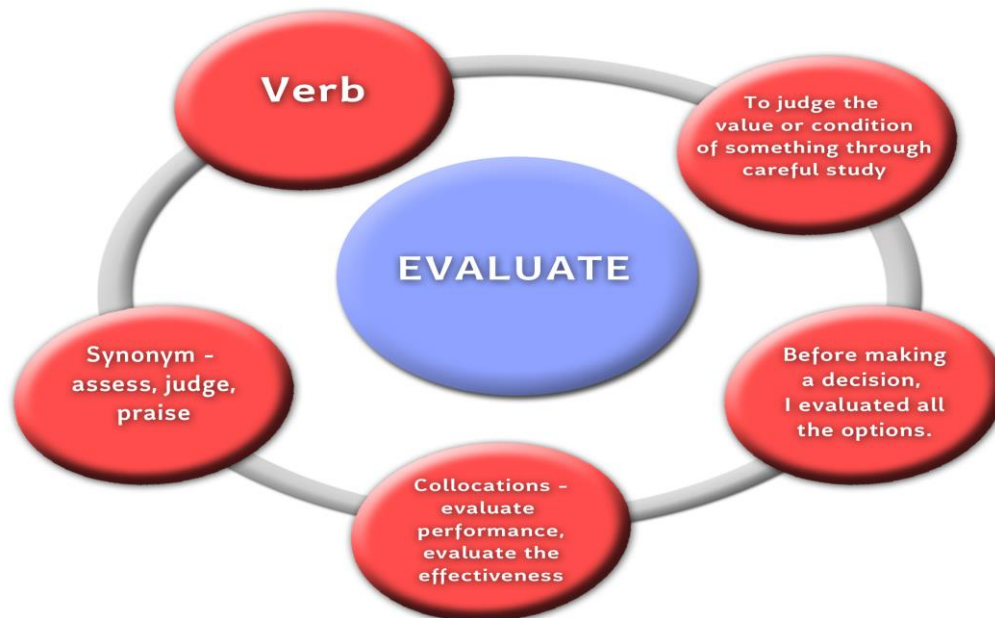 Verb
To judge the
value or condition
of something through
careful study
EVALUATE
Synonym -
assess, judge,
praise
Before making
a decision,
I evaluated all
the options.
Collocations -
evaluate
performance,
evaluate the
effectiveness